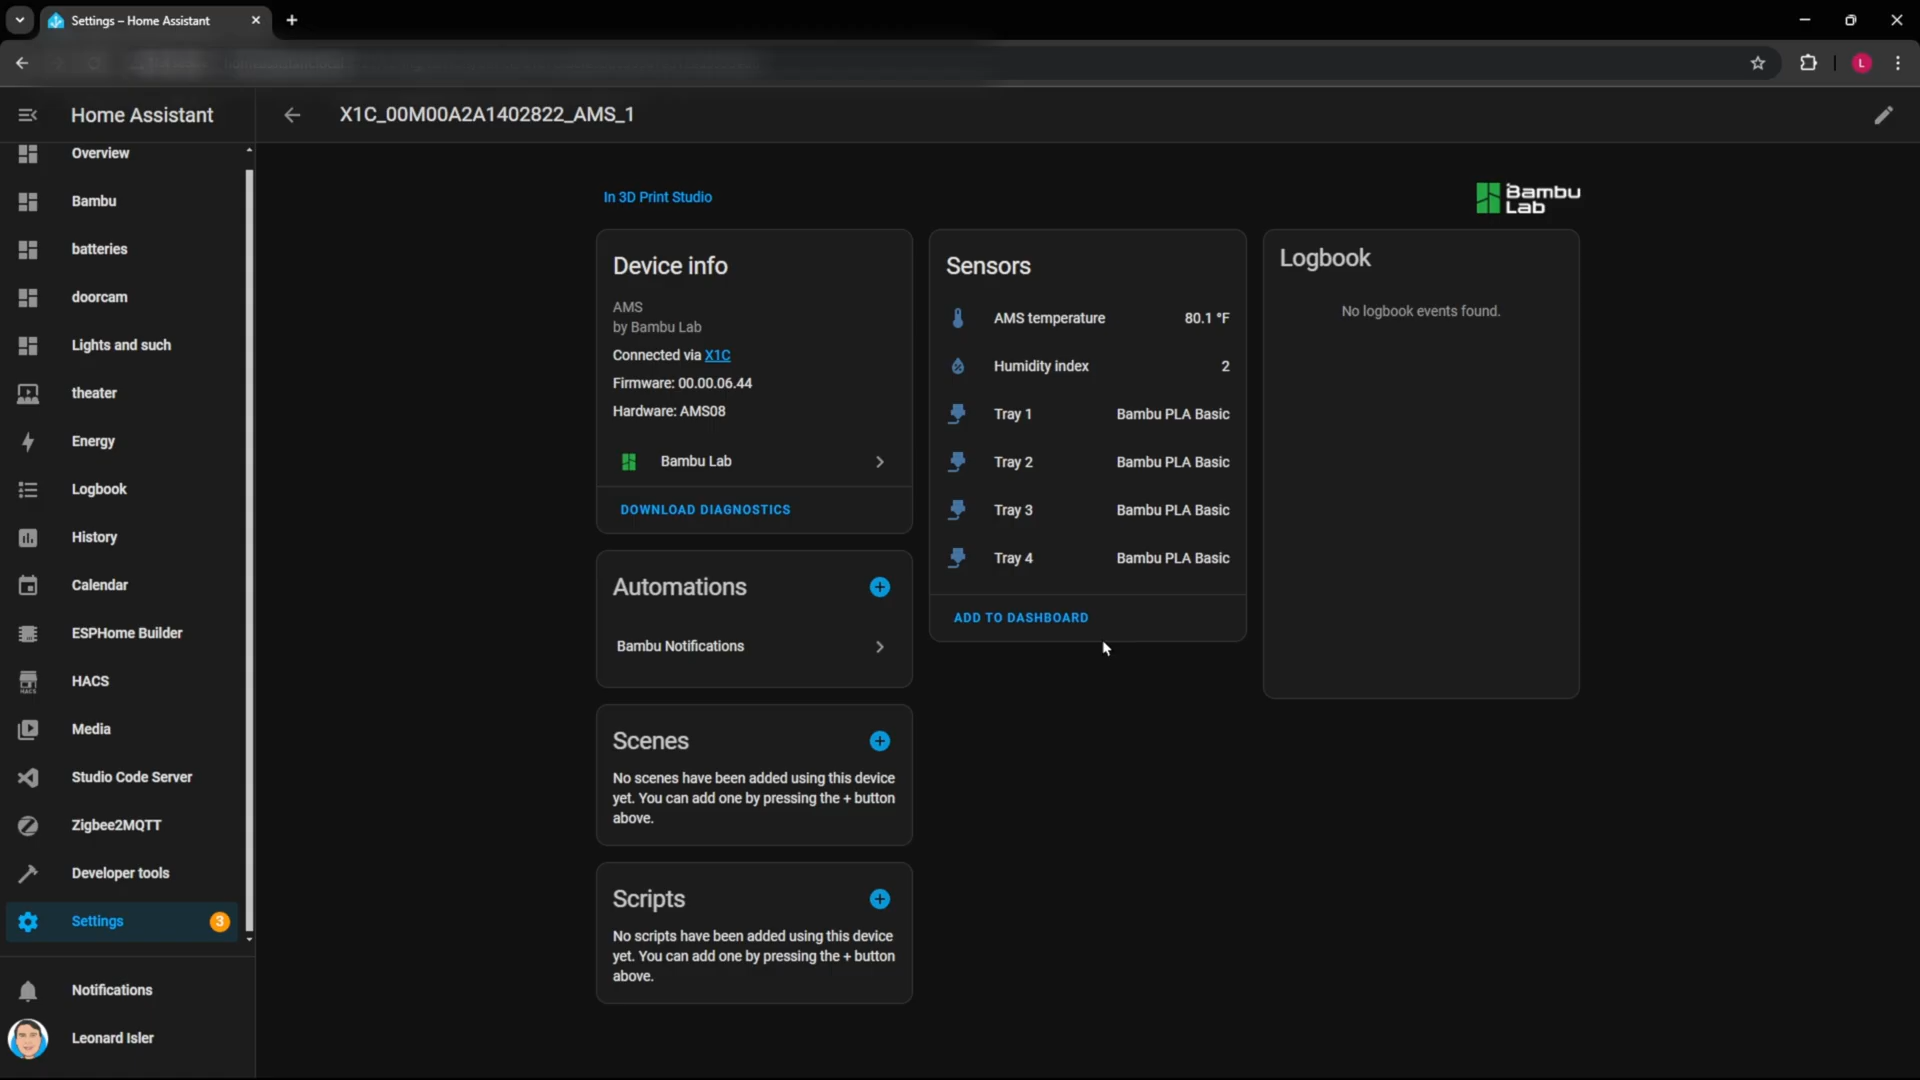 Settings – Home Assistant
L
Home Assistant
X1C_00M00A2A1402822_AMS_1
Overview
Bambu
batteries
doorcam
Lights and such
theater
Energy
Logbook
History
Calendar
ESPHome Builder
HACS
HACS
Media
Studio Code Server
Zigbee2MQTT
Developer tools
Settings
3
Notifications
Leonard Isler
In 3D Print Studio
Bambu
Lab
Device info
AMS
by Bambu Lab
Connected via X1C
Firmware: 00.00.06.44
Hardware: AMS08
Bambu Lab
DOWNLOAD DIAGNOSTICS
Automations
Bambu Notifications
Scenes
No scenes have been added using this device
yet. You can add one by pressing the + button
above.
Scripts
No scripts have been added using this device
yet. You can add one by pressing the + button
above.
Sensors
AMS temperature 80.1 °F
Humidity index 2
Tray 1 Bambu PLA Basic
Tray 2 Bambu PLA Basic
Tray 3 Bambu PLA Basic
Tray 4 Bambu PLA Basic
ADD TO DASHBOARD
Logbook
No logbook events found.